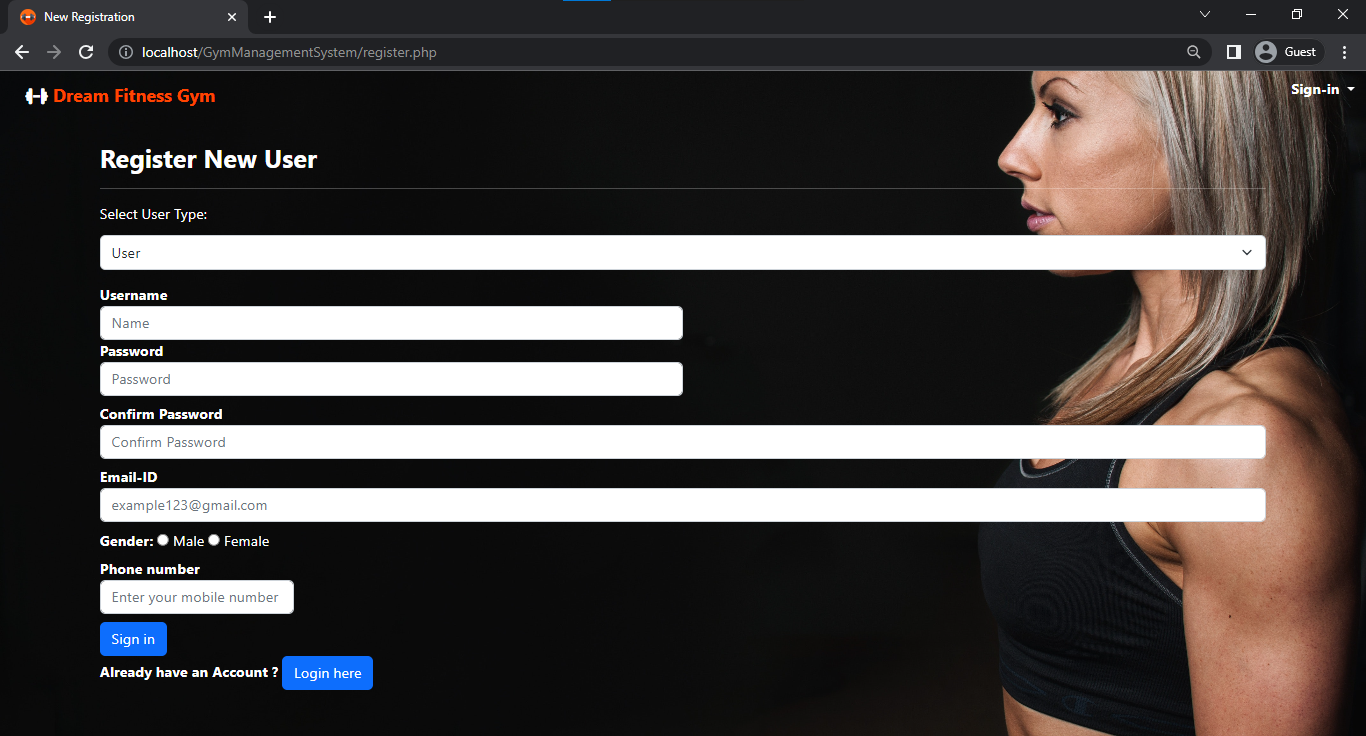 New Registration
localhost/GymManagementSystem/register.php
Guest
Dream Fitness Gym
Sign-in
Register New User
Select User Type:
User
Username
Name
Password
Password
Confirm Password
Confirm Password
Email-ID
example123@gmail.com
Gender: Male Female
Phone number
Enter your mobile number
Sign in
Already have an Account ? Login here